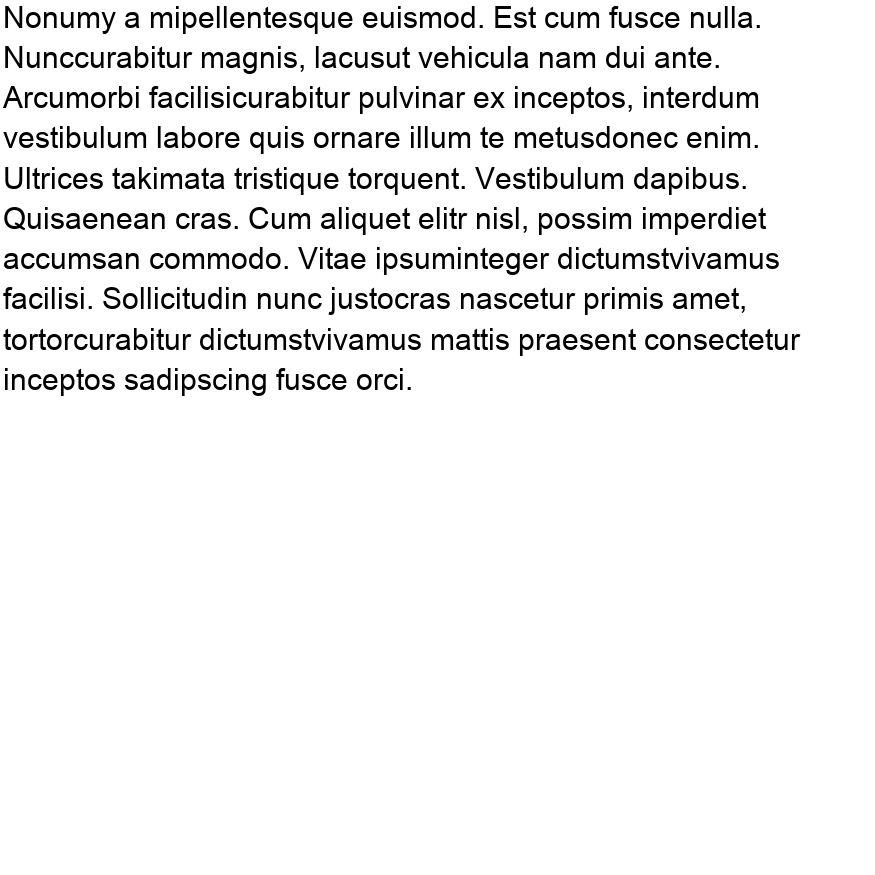 Nonumy a mipellentesque euismod. Est cum fusce nulla.
Nunccurabitur magnis, lacusut vehicula nam dui ante.
Arcumorbi facilisicurabitur pulvinar ex inceptos, interdum
vestibulum labore quis ornare illum te metusdonec enim.
Ultrices takimata tristique torquent. Vestibulum dapibus.
Quisaenean cras. Cum aliquet elitr nisl, possim imperdiet
accumsan commodo. Vitae ipsuminteger dictumstvivamus
facilisi. Sollicitudin nunc justocras nascetur primis amet,
tortorcurabitur dictumstvivamus mattis praesent consectetur
inceptos sadipscing fusce orci.